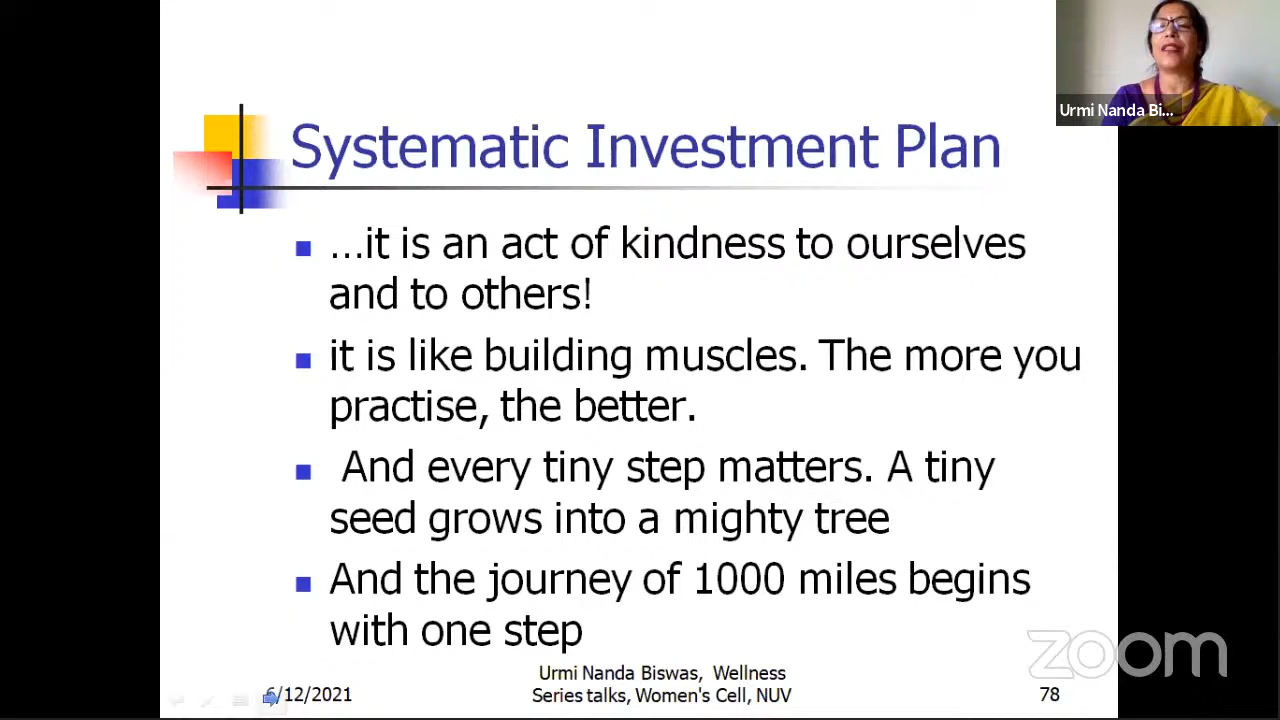 Urmi Nanda Bi...
Systematic Investment Plan
...it is an act of kindness to ourselves
and to others!
it is like building muscles. The more you
practise, the better.
And every tiny step matters. A tiny
seed grows into a mighty tree
And the journey of 1000 miles begins
with one step
Urmi Nanda Biswas, Wellness
6/12/2021 Series talks, Women's Cell, NUV 78
zoom